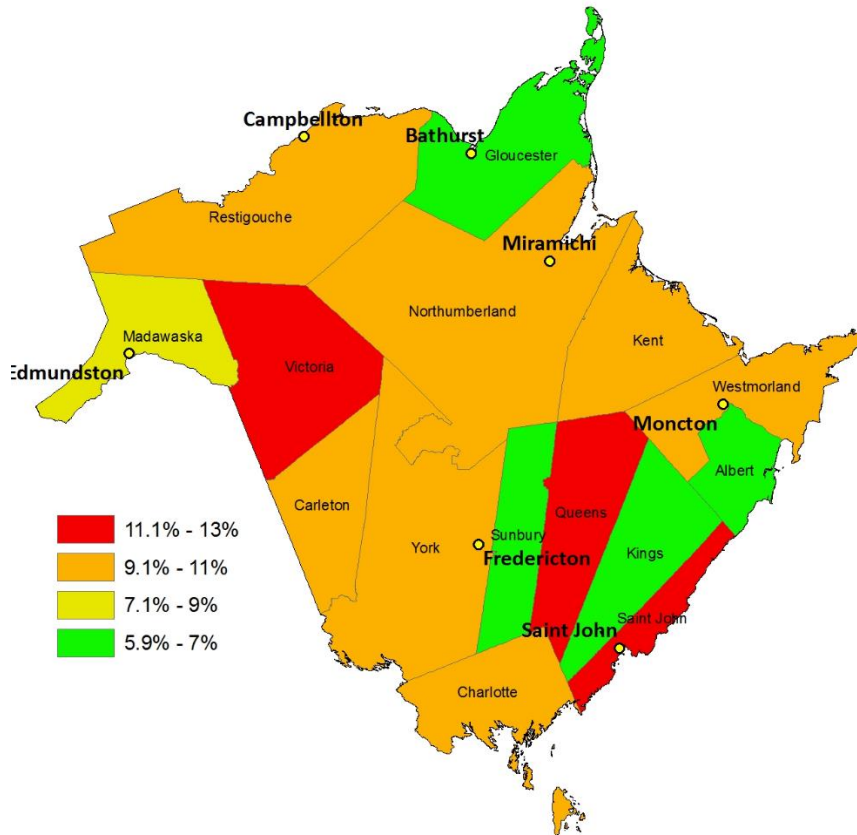 Campbellton
Bathurst
Gloucester
Restigouche
Miramichi
Northumberland
Madawaska
Kent
Edmundston
Victoria
Westmorland
Moncton
Albert
Carleton
Queens
11.1% - 13%
9.1% - 11%
7.1% - 9%
5.9% - 7%
York
Sunbury
Fredericton
Kings
Saint John
Saint John
Charlotte